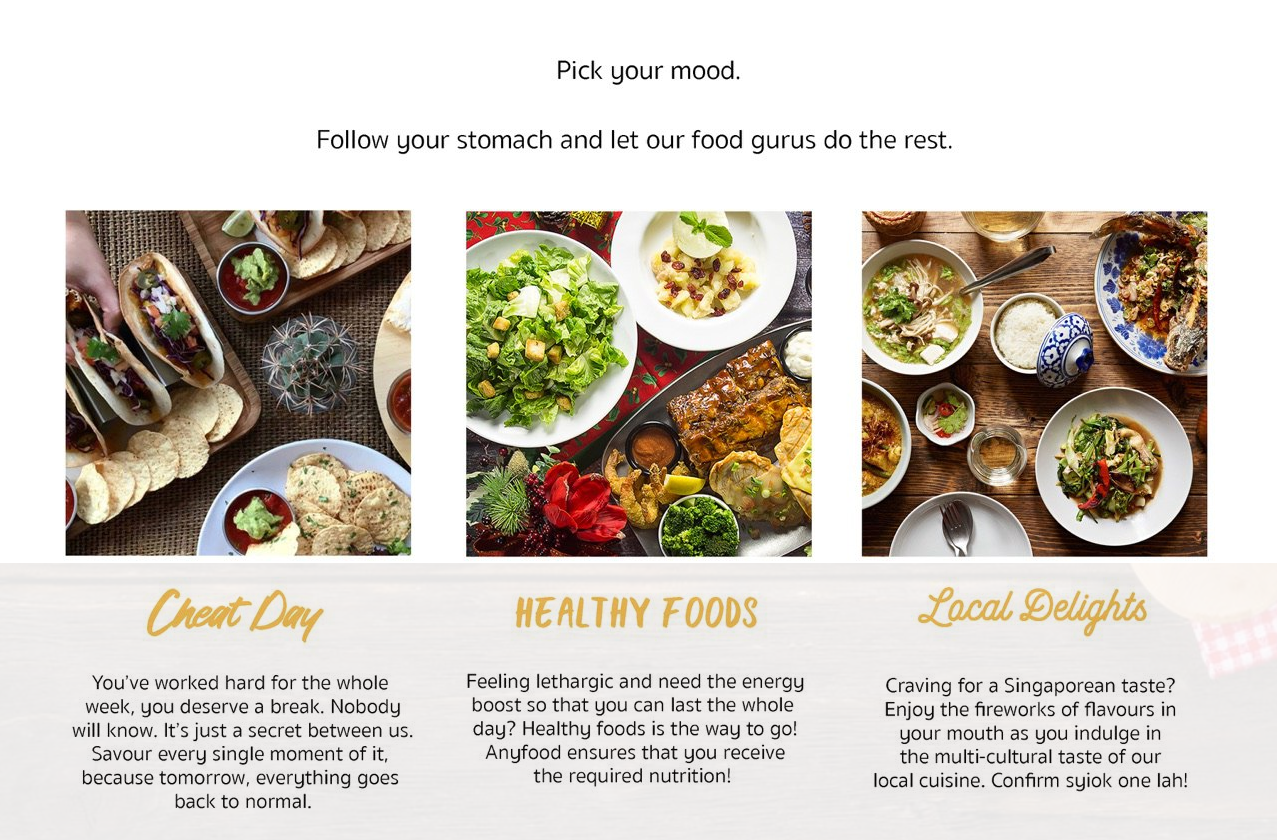 Pick your mood.
Follow your stomach and let our food gurus do the rest.
Cheat Day
You've worked hard for the whole
week, you deserve a break. Nobody
will know. It's just a secret between us.
Savour every single moment of it,
because tomorrow, everything goes
back to normal.
HEALTHY FOODS
Feeling lethargic and need the energy
boost so that you can last the whole
day? Healthy foods is the way to go!
Anyfood ensures that you receive
the required nutrition!
Local Delights
Craving for a Singaporean taste?
Enjoy the fireworks of flavours in
your mouth as you indulge in
the multi-cultural taste of our
local cuisine. Confirm syiok one lah!